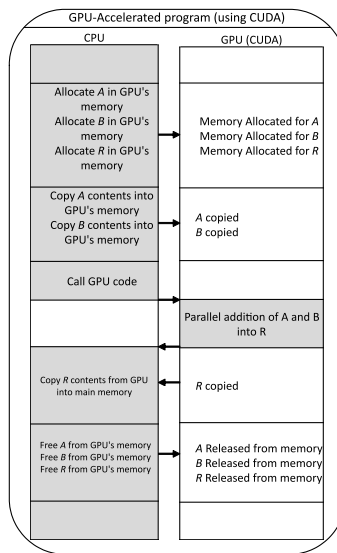 GPU-Accelerated program (using CUDA)
CPU
GPU (CUDA)
Allocate A in GPU's
memory
Allocate B in GPU's
memory
Allocate R in GPU's
memory
Memory Allocated for A
Memory Allocated for B
Memory Allocated for R
Copy A contents into
GPU's memory
Copy B contents into
GPU's memory
A copied
B copied
Call GPU code
Parallel addition of A and B
into R
Copy R contents from GPU
into main memory
R copied
Free A from GPU's memory
Free B from GPU's memory
Free R from GPU's memory
A Released from memory
B Released from memory
R Released from memory